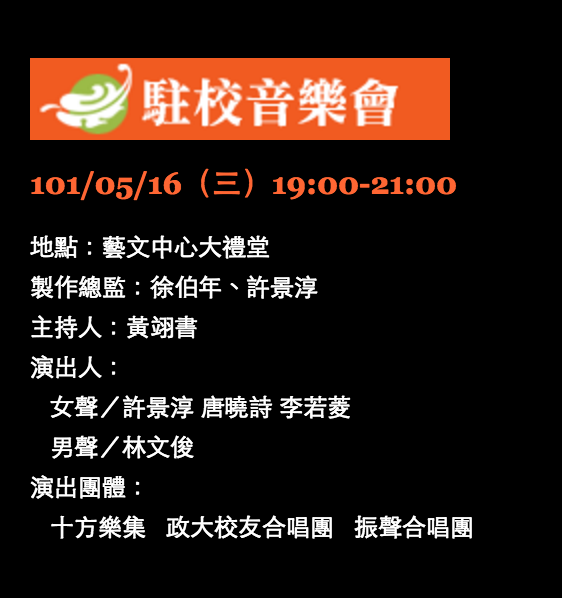 駐校音樂會
101/05/16（三）19:00-21:00
地點：藝文中心大禮堂
製作總監：徐伯年、許景淳
主持人：黃翊書
演出人：
女聲／許景淳 唐曉詩 李若菱
男聲／林文俊
演出團體：
十方樂集 政大校友合唱團 振聲合唱團